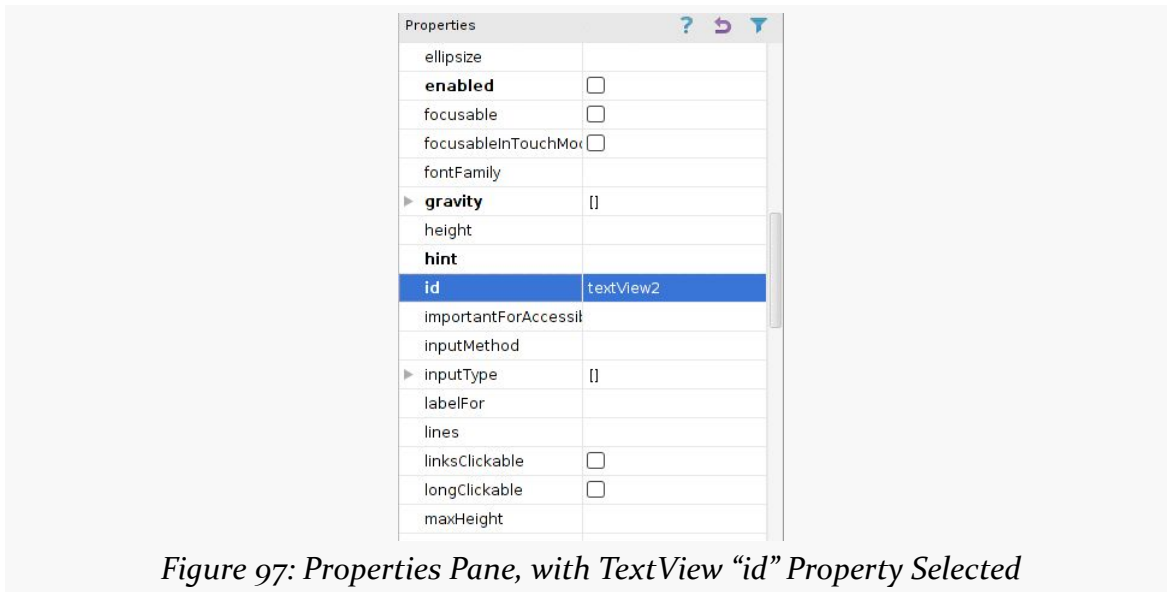 Properties ?
ellipsize
enabled
focusable
focusableInTouchMo
fontFamily
gravity []
height
hint
id textView2
importantForAccessib
inputMethod
inputType []
labelFor
lines
linksClickable
longClickable
maxHeight
Figure 97: Properties Pane, with TextView “id” Property Selected